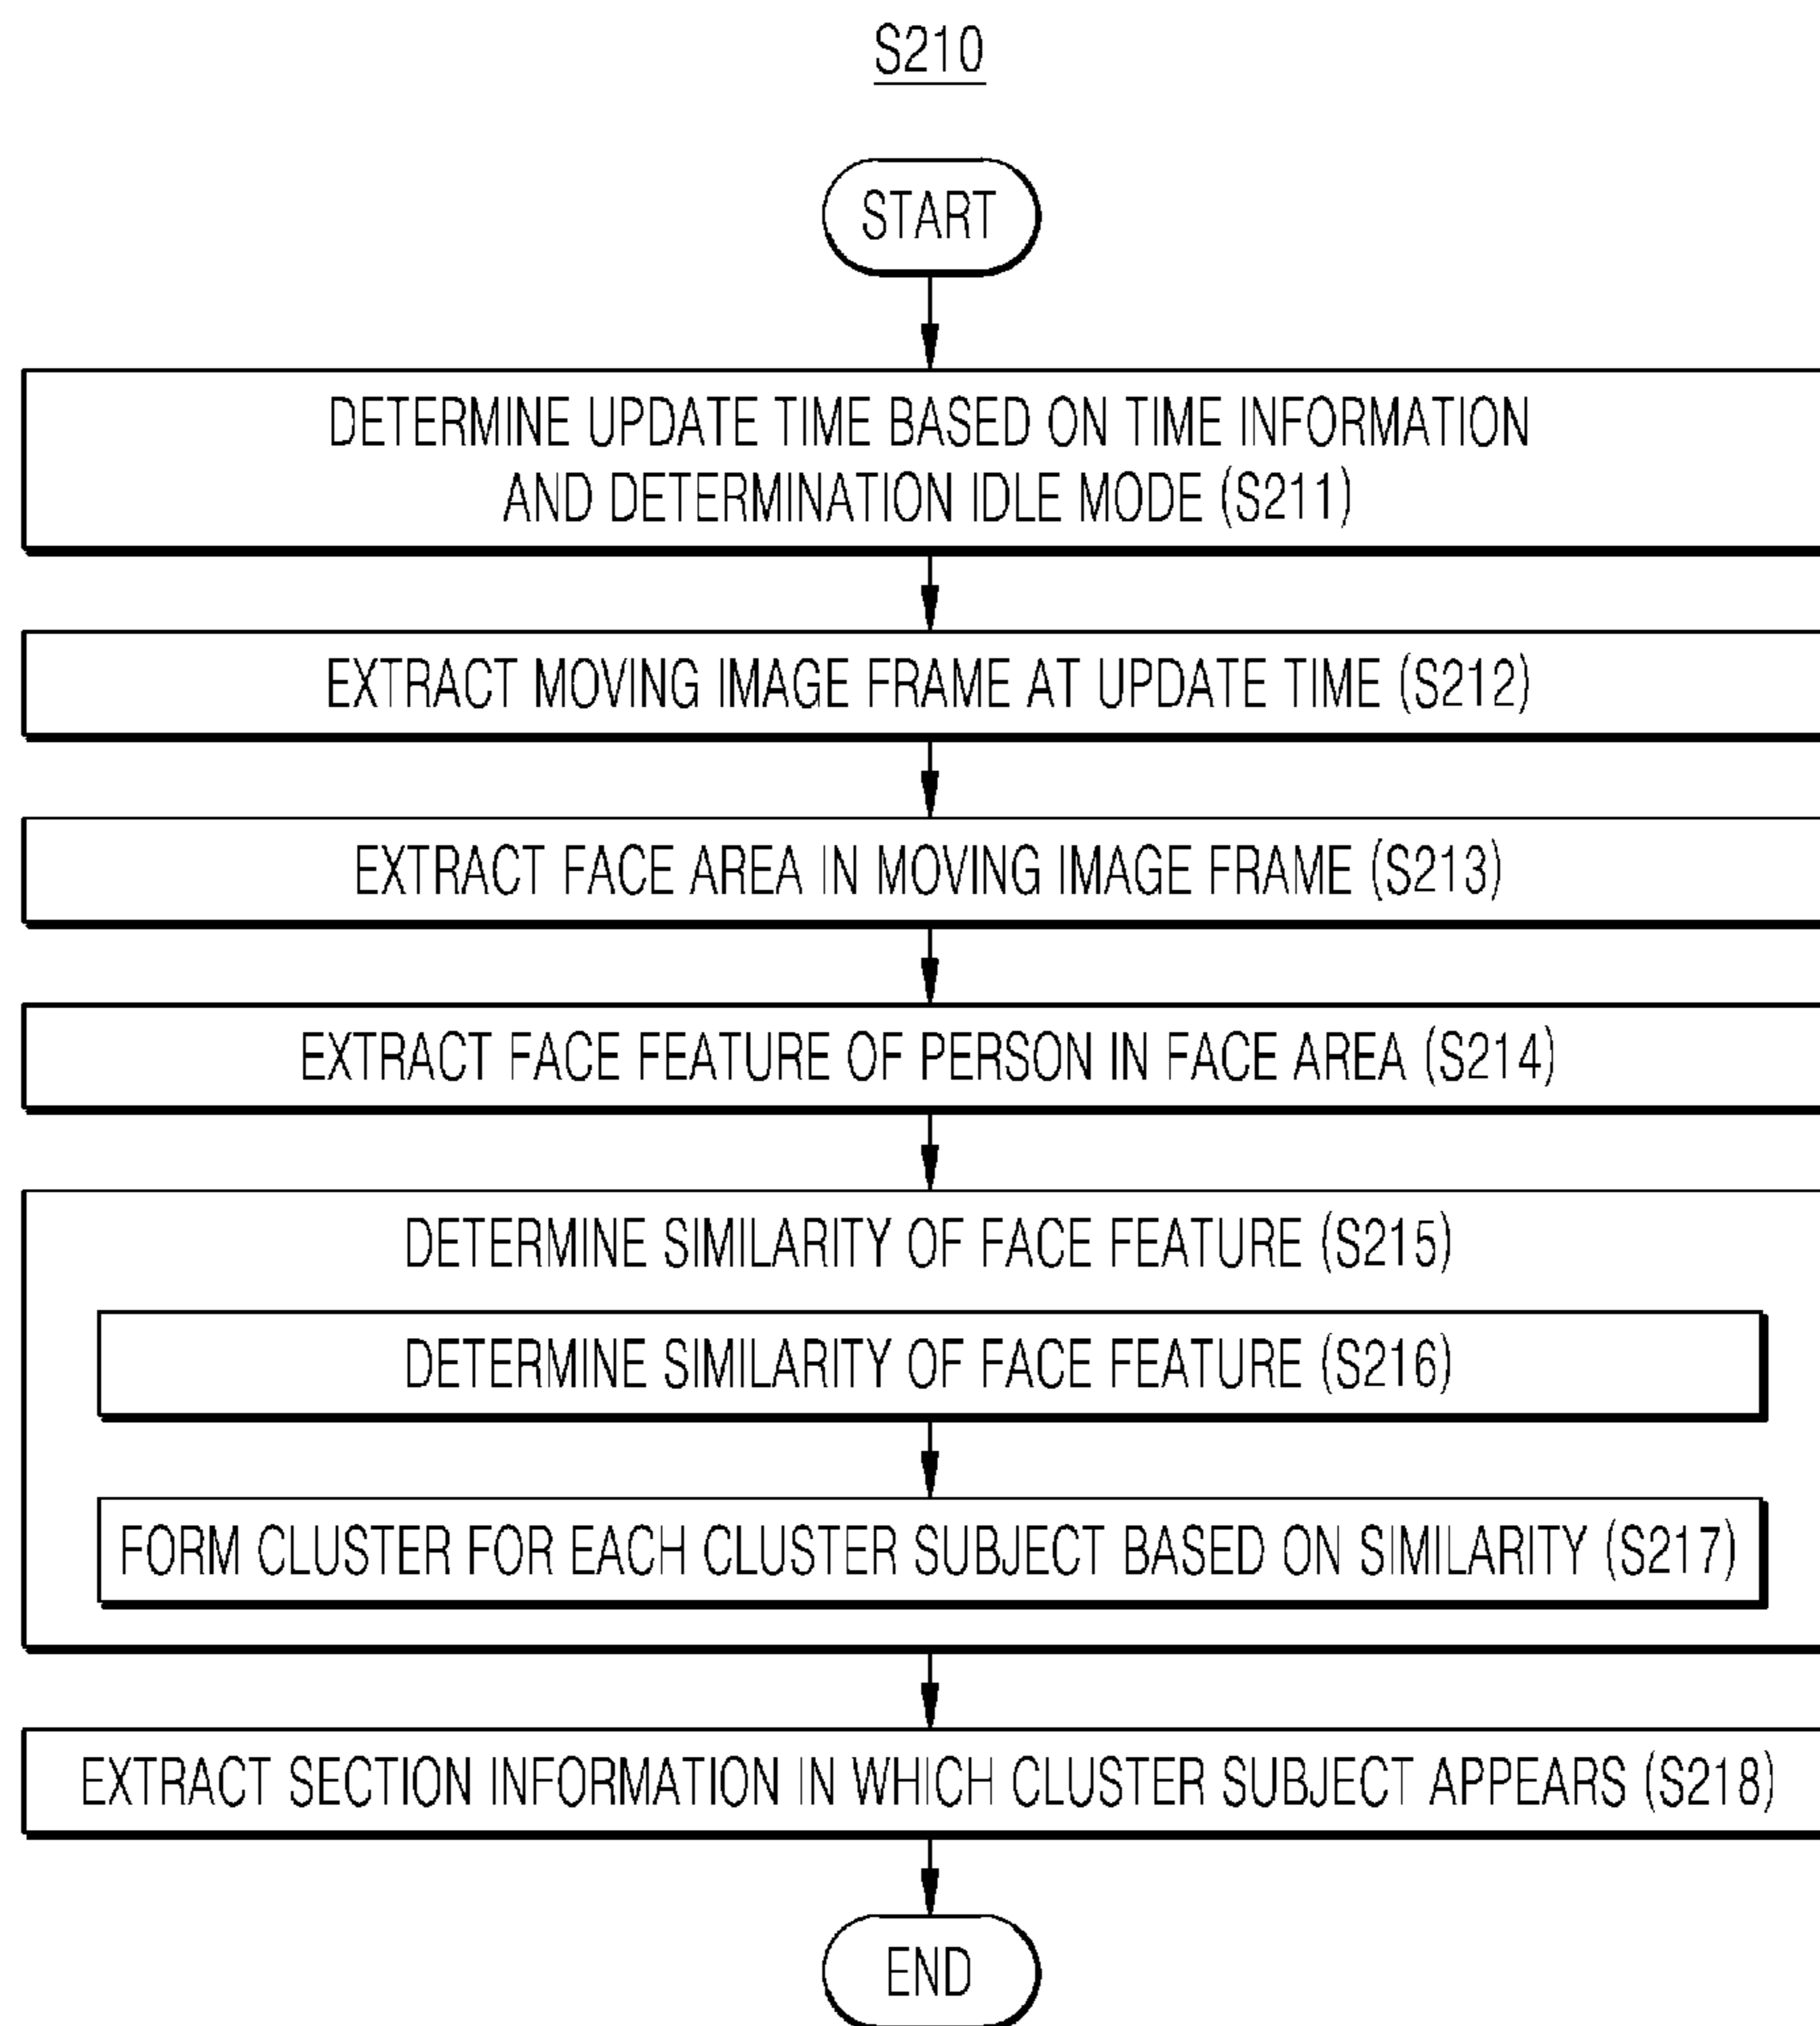 S210
START
DETERMINE UPDATE TIME BASED ON TIME INFORMATION
AND DETERMINATION IDLE MODE (S211)
EXTRACT MOVING IMAGE FRAME AT UPDATE TIME (S212)
EXTRACT FACE AREA IN MOVING IMAGE FRAME (S213)
EXTRACT FACE FEATURE OF PERSON IN FACE AREA (S214)
DETERMINE SIMILARITY OF FACE FEATURE (S215)
DETERMINE SIMILARITY OF FACE FEATURE (S216)
FORM CLUSTER FOR EACH CLUSTER SUBJECT BASED ON SIMILARITY (S217)
EXTRACT SECTION INFORMATION IN WHICH CLUSTER SUBJECT APPEARS (S218)
END